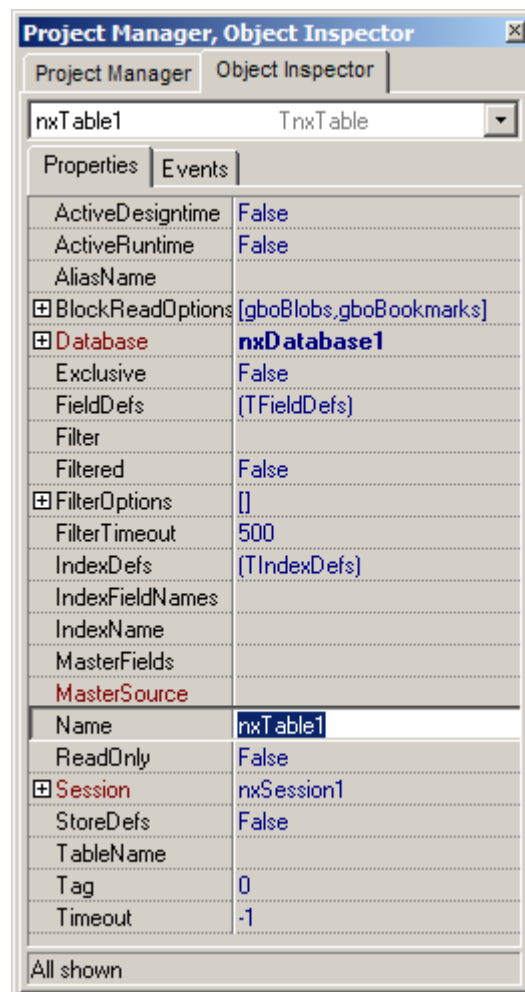 Project Manager, Object Inspector
Project Manager Object Inspector
nxTable1 TnxTable
Properties Events
ActiveDesigntime False
ActiveRuntime False
AliasName
BlockReadOptions [gboBlobs,gboBookmarks]
Database nxDatabase1
Exclusive False
FieldDefs (TFieldDefs)
Filter
Filtered False
FilterOptions []
FilterTimeout 500
IndexDefs (TIndexDefs)
IndexFieldNames
IndexName
MasterFields
MasterSource
Name nxTable1
ReadOnly False
Session nxSession1
StoreDefs False
TableName
Tag 0
Timeout -1
All shown